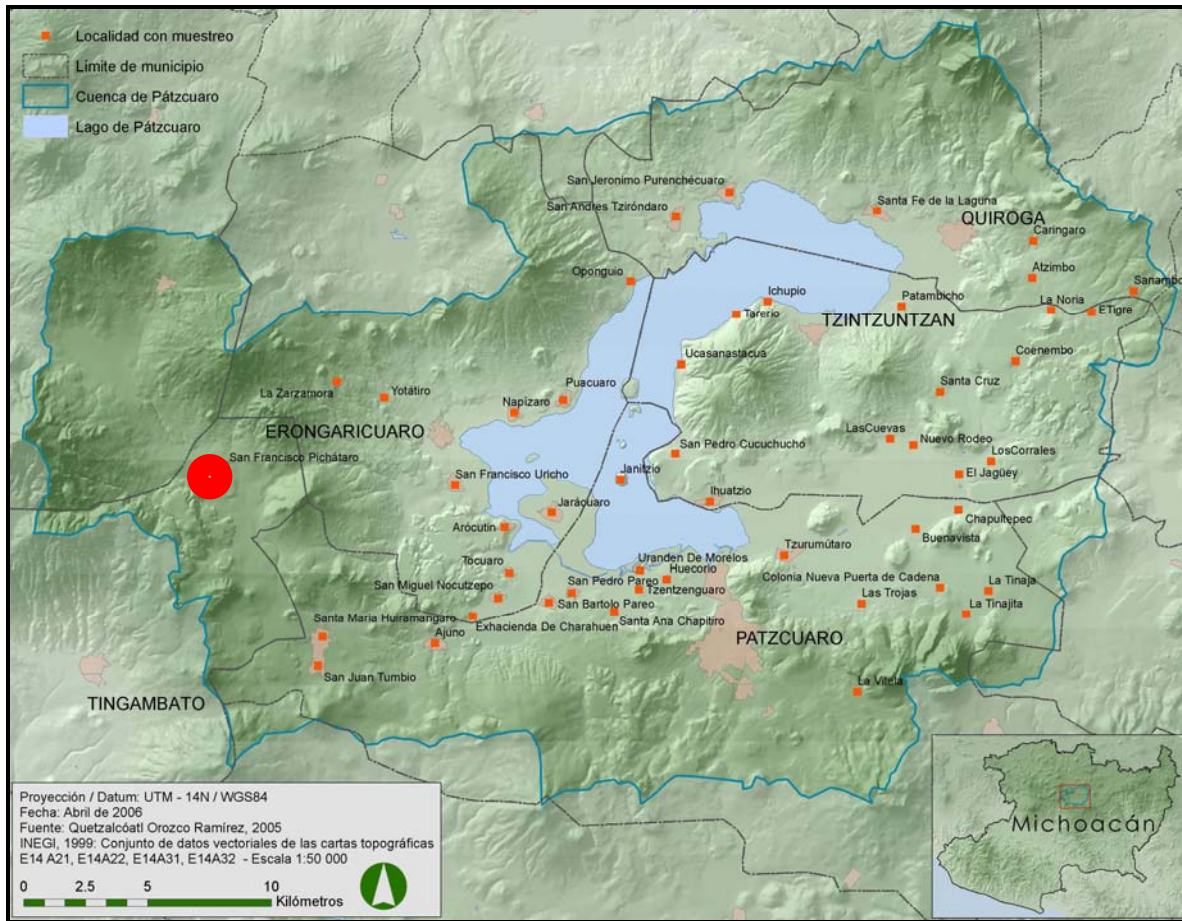 Localidad con muestreo
Límite de municipio
Cuenca de Pátzcuaro
Lago de Pátzcuaro
San Jeronimo Purenchécuaro
San Andres Tziróndaro
Santa Fe de la Laguna
QUIROGA
Caringaro
Atzimbo
Oponguio
Sanambo
Ichupio
Patambicho
La Noria
ETigre
Tarerio
TZINTZUNTZAN
Ucasanastacua
Coenembo
La Zarzamora
Yotátiro
Puacuaro
Santa Cruz
Napízaro
ERONGARICUARO
LasCuevas
Nuevo Rodeo
San Pedro Cucuchucho
San Francisco Pichátaro
LosCorrales
San Francisco Uricho
Janitzio
El Jagüey
Ihuatzio
Jarácuaro
Chapultepec
Arócutin
Buenavista
Tzurumútaro
Tocuaro
Uranden De Morelos
Huecorio
San Miguel Nocutzepo
San Pedro Pareo
Tzentzenguaro
Colonia Nueva Puerta de Cadena
La Tinaja
Las Trojas
San Bartolo Pareo
La Tinajita
Santa Maria Huiramangaro
Exhacienda De Charahuen
Santa Ana Chapitiro
Ajuno
PATZCUARO
San Juan Tumbio
La Vitela
TINGAMBATO
Proyección / Datum: UTM - 14N / WGS84
Fecha: Abril de 2006
Fuente: Quetzalcóatl Orozco Ramírez, 2005
INEGI, 1999: Conjunto de datos vectoriales de las cartas topográficas
E14 A21, E14A22, E14A31, E14A32 - Escala 1:50 000
0 2.5 5 10
Kilómetros
Michoacán